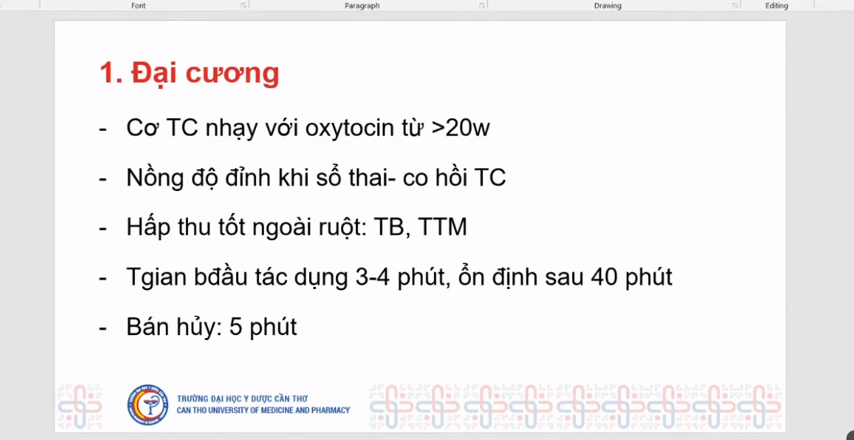 Font
Paragraph
Drawing
Editing
1. Đại cương
- Cơ TC nhạy với oxytocin từ >20w
- Nồng độ đỉnh khi sổ thai- co hồi TC
- Hấp thu tốt ngoài ruột: TB, TTM
- Tgian bđầu tác dụng 3-4 phút, ổn định sau 40 phút
- Bán hủy: 5 phút
TRƯỜNG ĐẠI HỌC Y DƯỢC CẦN THƠ
CAN THO UNIVERSITY OF MEDICINE AND PHARMACY